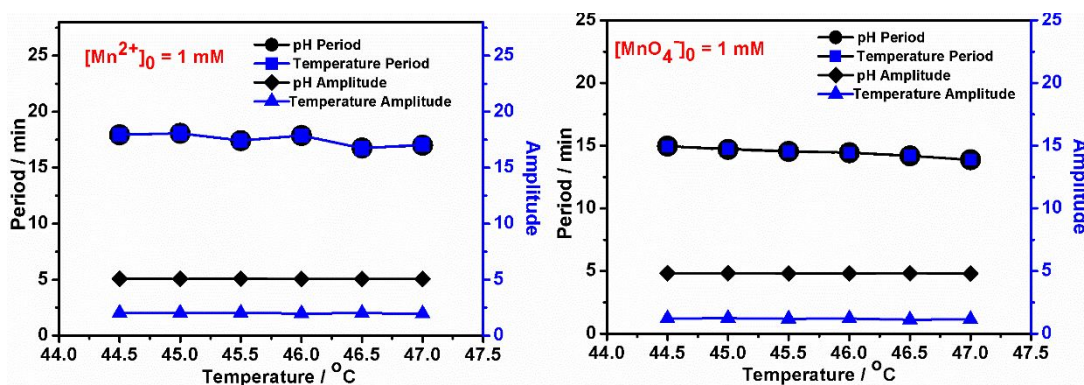 [Mn²⁺]₀ = 1 mM
pH Period
Temperature Period
pH Amplitude
Temperature Amplitude
Period / min
25
20
15
10
5
0
Amplitude
25
20
15
10
5
0
44.0 44.5 45.0 45.5 46.0 46.5 47.0 47.5
Temperature / °C
[MnO₄⁻]₀ = 1 mM
pH Period
Temperature Period
pH Amplitude
Temperature Amplitude
Period / min
25
20
15
10
5
0
Amplitude
25
20
15
10
5
0
44.0 44.5 45.0 45.5 46.0 46.5 47.0 47.5
Temperature / °C